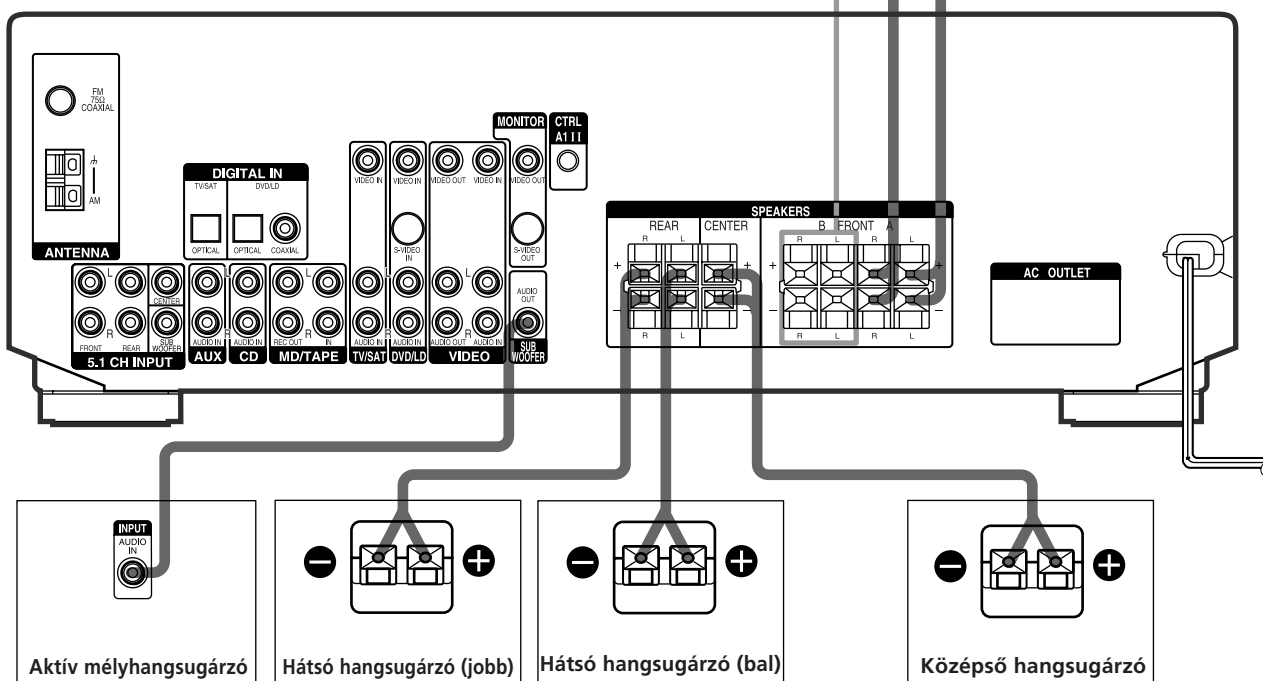 FM
75Ω
COAXIAL
AM
ANTENNA
DIGITAL IN
TV/SAT DVD/LD
OPTICAL OPTICAL COAXIAL
MONITOR
CTRL
A1II
VIDEO IN VIDEO IN VIDEO OUT VIDEO IN VIDEO OUT
S-VIDEO
IN
S-VIDEO
OUT
AUDIO
OUT
L L L L L
CENTER
R R R R R
FRONT REAR SUB
WOOFER
AUDIO IN AUDIO IN REC OUT IN AUDIO IN AUDIO IN AUDIO OUT AUDIO IN
5.1 CH INPUT AUX CD MD/TAPE TV/SAT DVD/LD VIDEO
SUB
WOOFER
SPEAKERS
REAR CENTER B FRONT A
R L R L R L
+ + + +
– – – –
R L R L R L
AC OUTLET
INPUT
AUDIO
IN
Aktív mélyhangsugárzó
– +
Hátsó hangsugárzó (jobb)
– +
Hátsó hangsugárzó (bal)
– +
Középső hangsugárzó